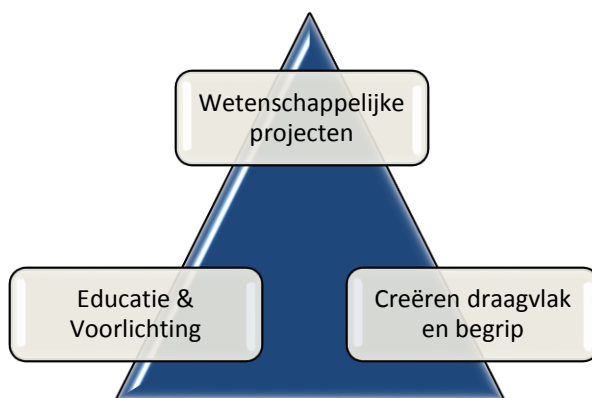 Wetenschappelijke
projecten
Educatie &
Voorlichting
Creëren draagvlak
en begrip